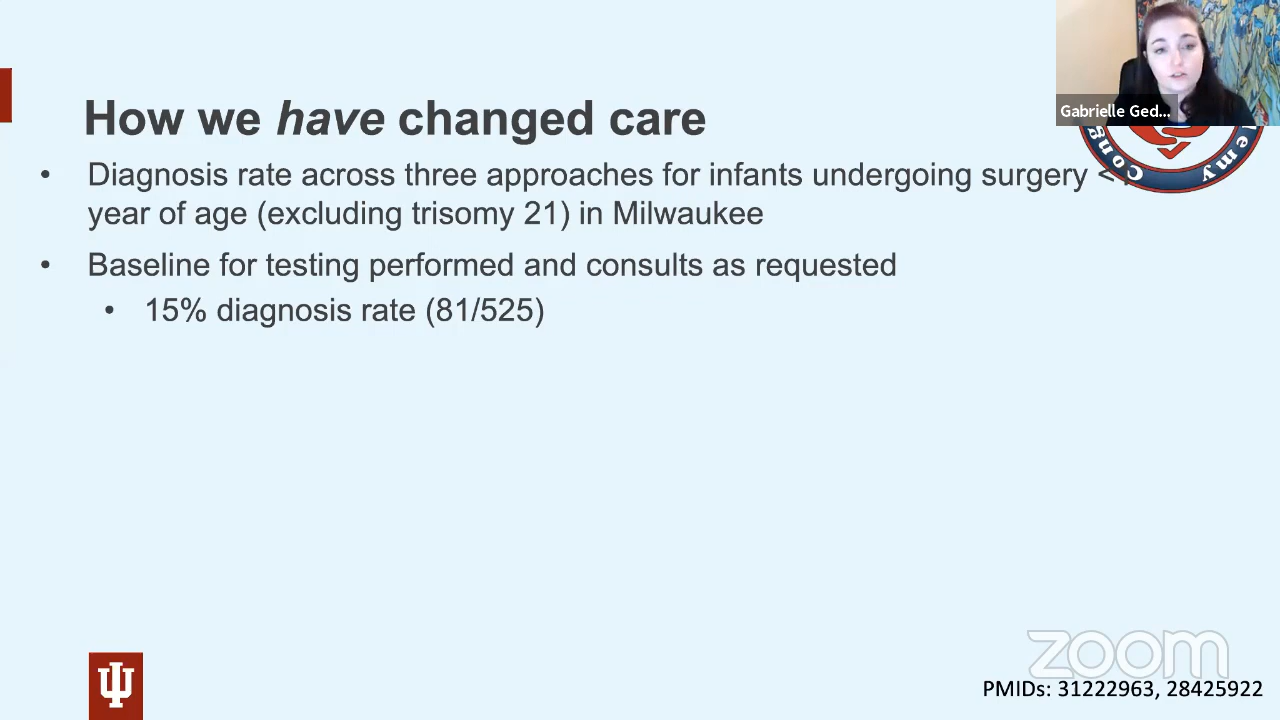 How we have changed care
Gabrielle Ged...
• Diagnosis rate across three approaches for infants undergoing surgery <
year of age (excluding trisomy 21) in Milwaukee
• Baseline for testing performed and consults as requested
• 15% diagnosis rate (81/525)
zoom
PMIDs: 31222963, 28425922